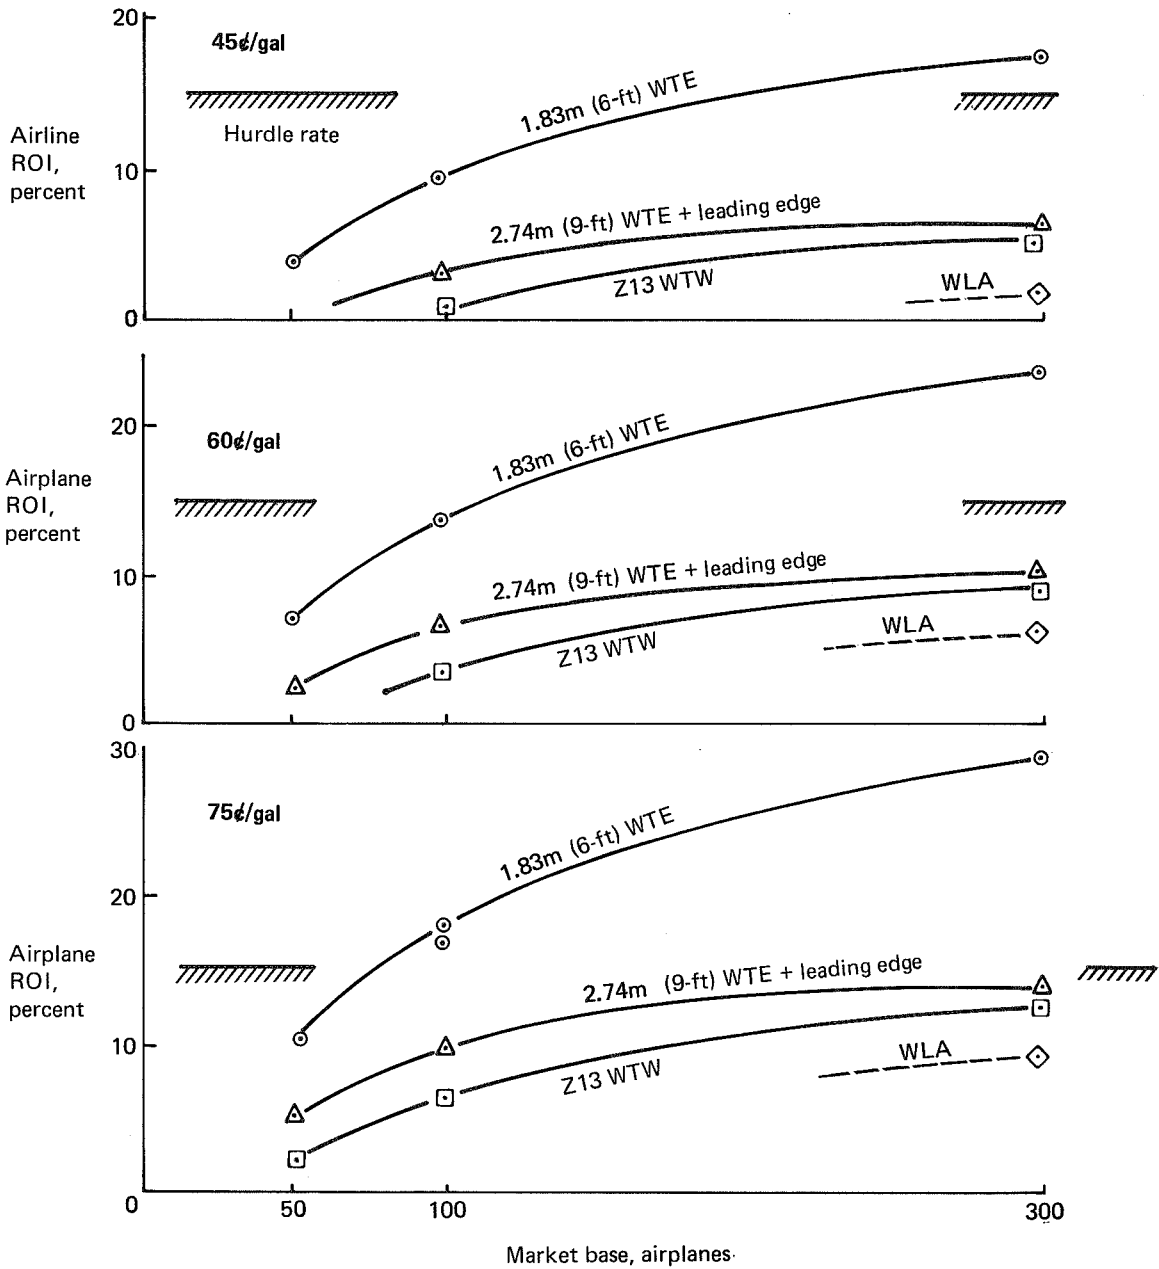 20
45¢/gal
1.83m (6-ft) WTE
Hurdle rate
Airline
ROI,
percent
10
2.74m (9-ft) WTE + leading edge
Z13 WTW
WLA
0
20
60¢/gal
1.83m (6-ft) WTE
Airplane
ROI,
percent
10
2.74m (9-ft) WTE + leading edge
Z13 WTW
WLA
0
30
75¢/gal
1.83m (6-ft) WTE
20
Airplane
ROI,
percent
2.74m (9-ft) WTE + leading edge
10
WLA
Z13 WTW
0
50
100
300
Market base, airplanes